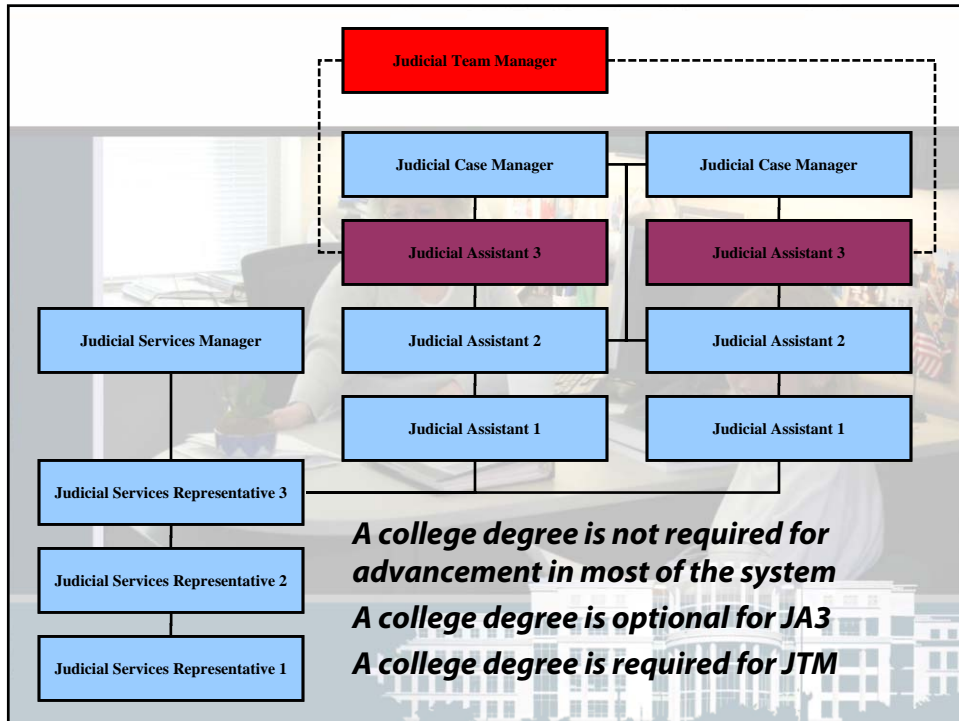 Judicial Team Manager
Judicial Case Manager
Judicial Case Manager
Judicial Assistant 3
Judicial Assistant 3
Judicial Services Manager
Judicial Assistant 2
Judicial Assistant 2
Judicial Assistant 1
Judicial Assistant 1
Judicial Services Representative 3
Judicial Services Representative 2
Judicial Services Representative 1
A college degree is not required for
advancement in most of the system
A college degree is optional for JA3
A college degree is required for JTM